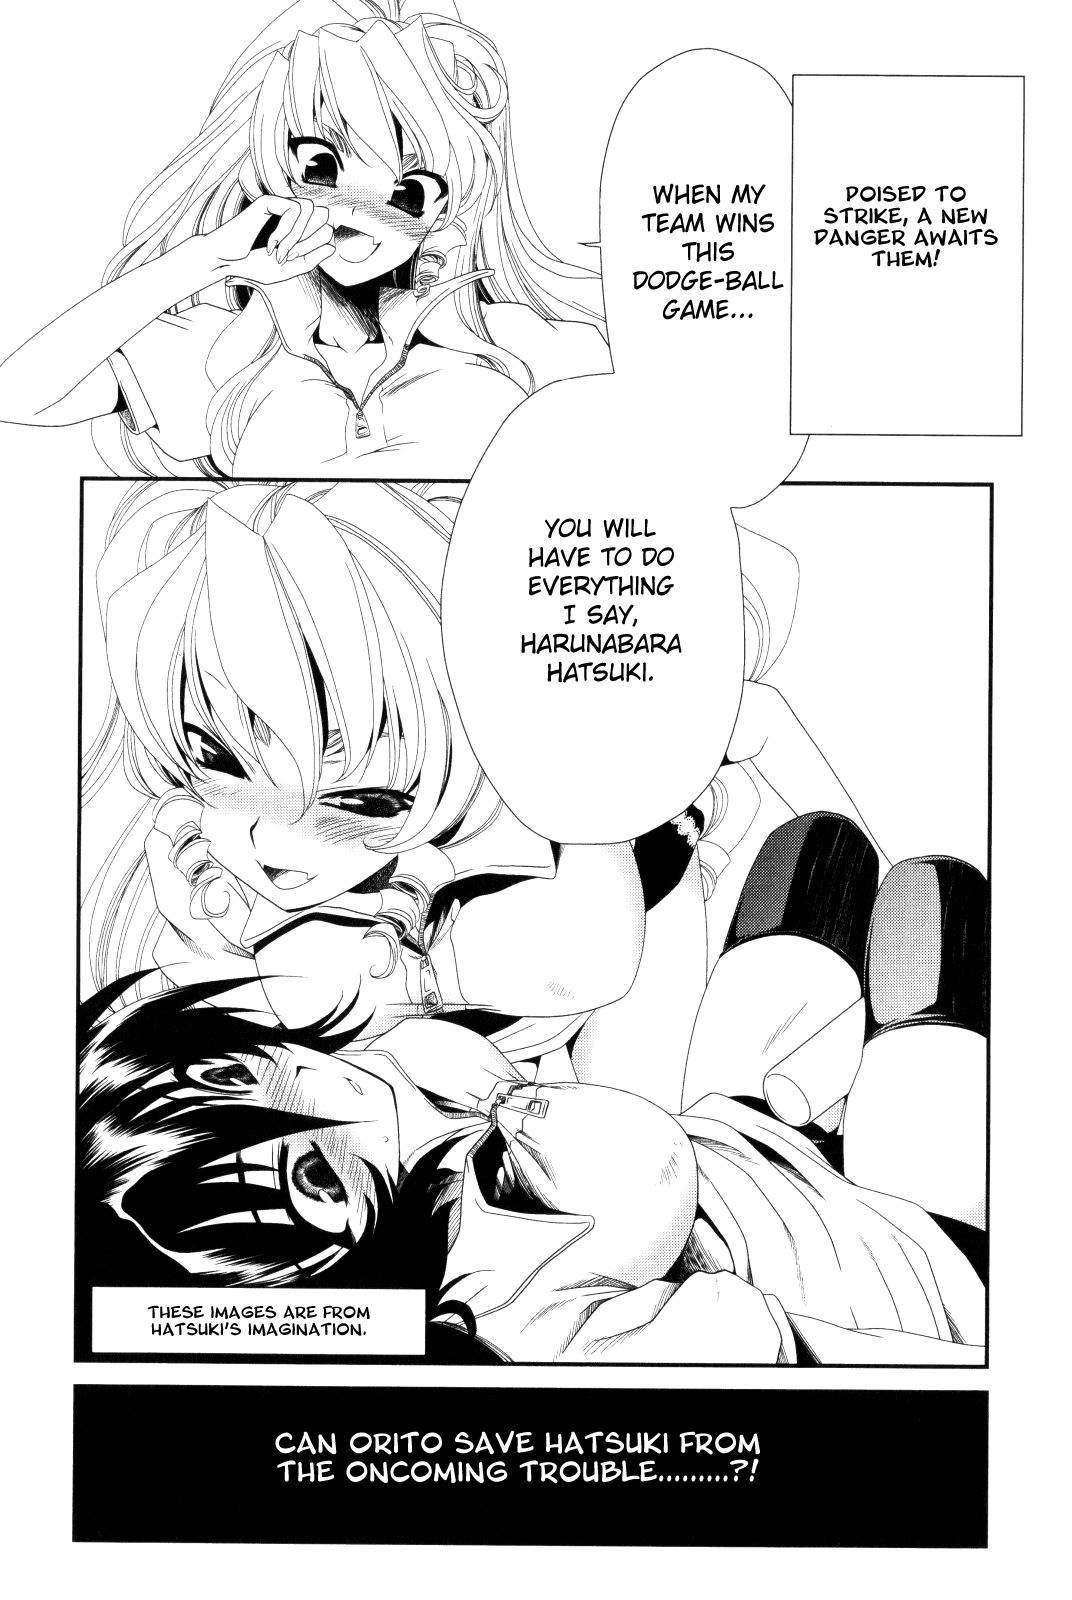 POISED TO
STRIKE, A NEW
DANGER AWAITS
THEM!
WHEN MY
TEAM WINS
THIS
DODGE-BALL
GAME...
YOU WILL
HAVE TO DO
EVERYTHING
I SAY,
HARUNABARA
HATSUKI.
THESE IMAGES ARE FROM
HATSUKI'S IMAGINATION.
CAN ORITO SAVE HATSUKI FROM
THE ONCOMING TROUBLE.........?!